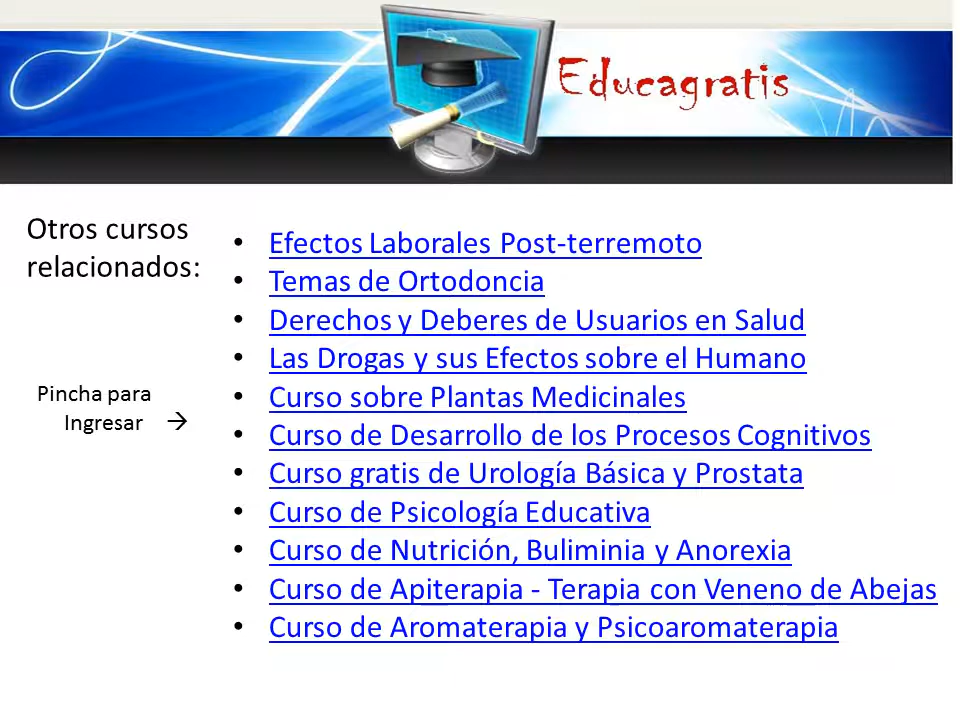 Educagratis
Otros cursos
relacionados:
Pincha para
Ingresar →
• Efectos Laborales Post-terremoto
• Temas de Ortodoncia
• Derechos y Deberes de Usuarios en Salud
• Las Drogas y sus Efectos sobre el Humano
• Curso sobre Plantas Medicinales
• Curso de Desarrollo de los Procesos Cognitivos
• Curso gratis de Urología Básica y Prostata
• Curso de Psicología Educativa
• Curso de Nutrición, Buliminia y Anorexia
• Curso de Apiterapia - Terapia con Veneno de Abejas
• Curso de Aromaterapia y Psicoaromaterapia